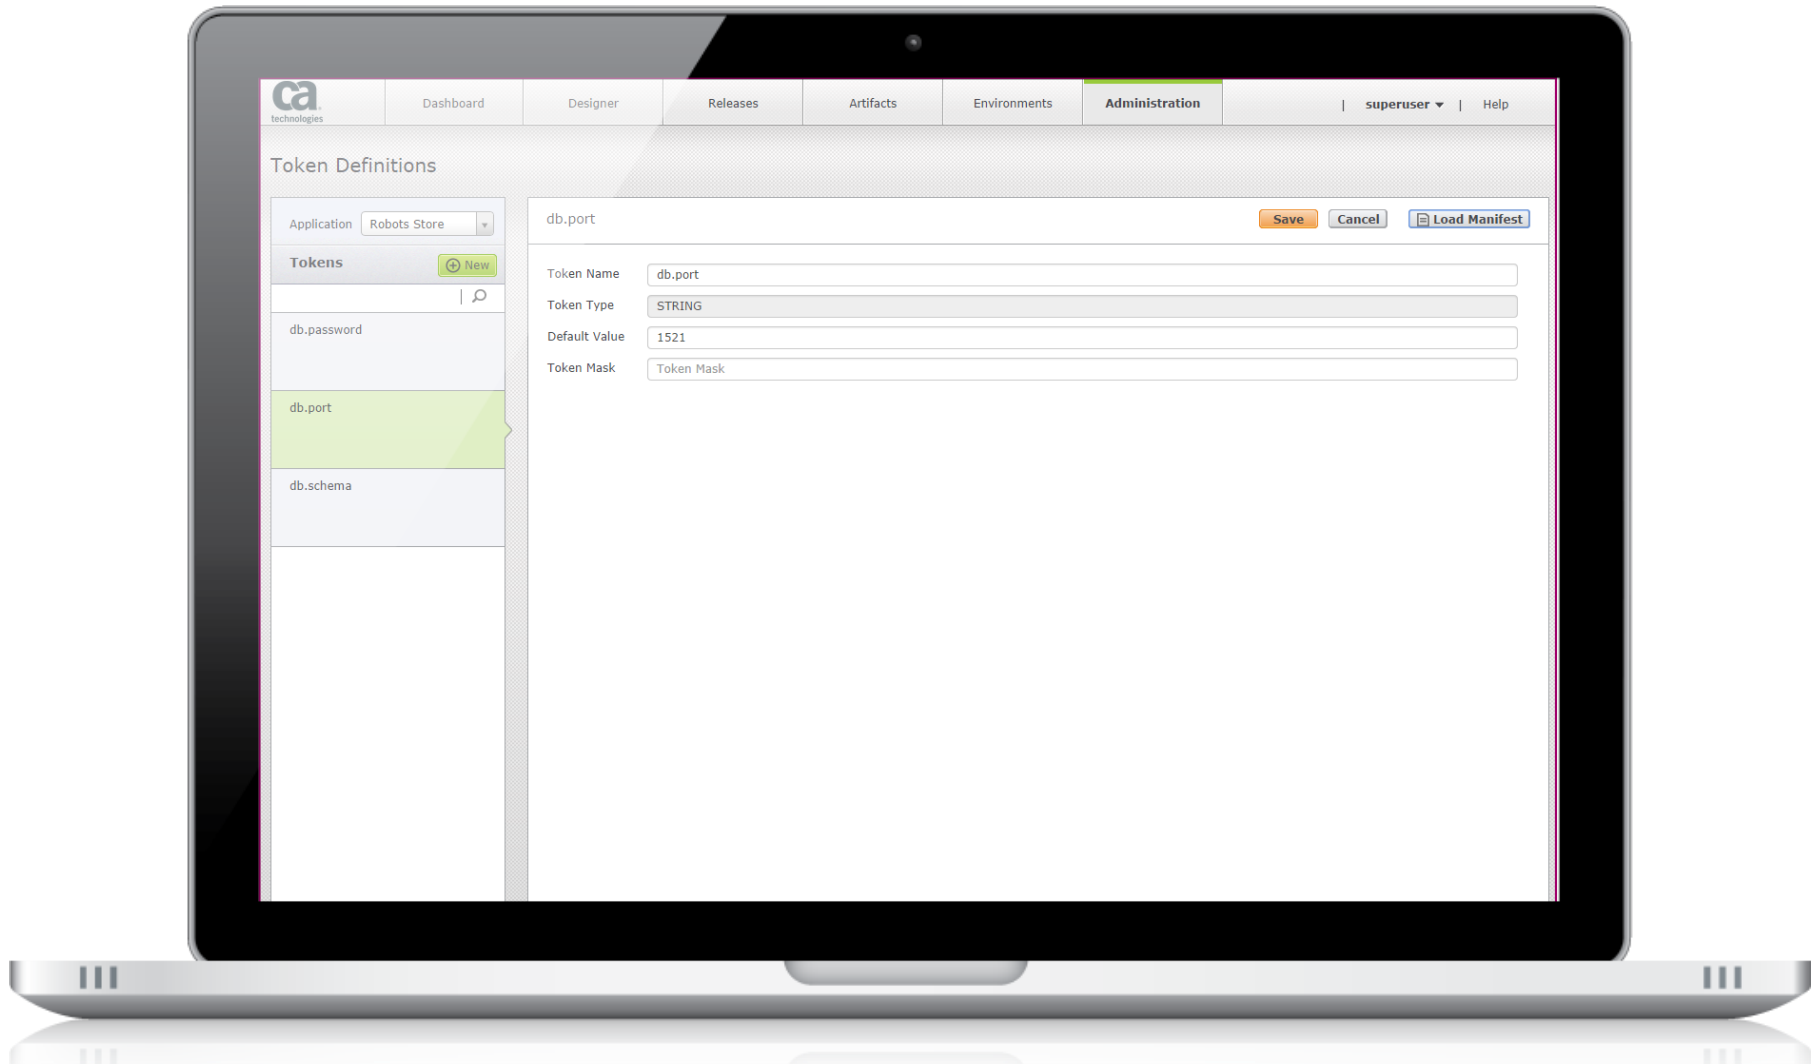 ca
technologies
Dashboard Designer Releases Artifacts Environments Administration | superuser | Help
Token Definitions
Application Robots Store
Tokens New
db.password
db.port
db.schema
db.port Save Cancel Load Manifest
Token Name db.port
Token Type STRING
Default Value 1521
Token Mask Token Mask